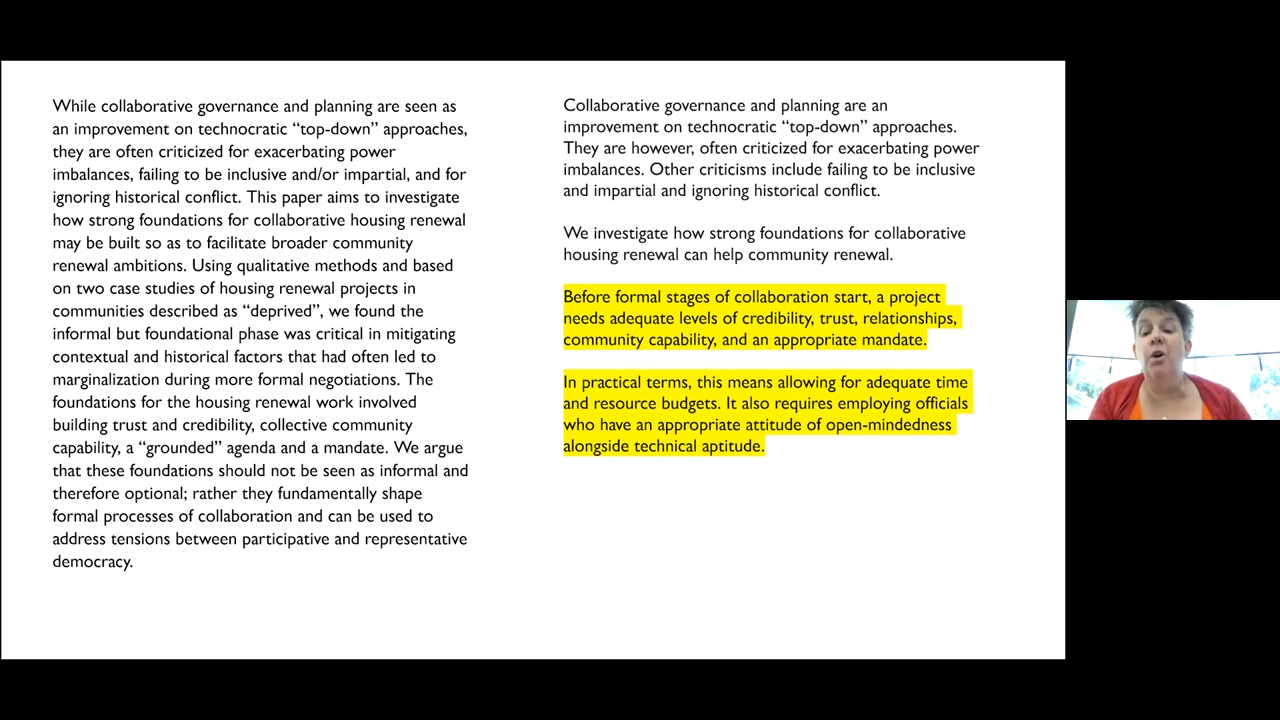 While collaborative governance and planning are seen as
an improvement on technocratic “top-down” approaches,
they are often criticized for exacerbating power
imbalances, failing to be inclusive and/or impartial, and for
ignoring historical conflict. This paper aims to investigate
how strong foundations for collaborative housing renewal
may be built so as to facilitate broader community
renewal ambitions. Using qualitative methods and based
on two case studies of housing renewal projects in
communities described as “deprived”, we found the
informal but foundational phase was critical in mitigating
contextual and historical factors that had often led to
marginalization during more formal negotiations. The
foundations for the housing renewal work involved
building trust and credibility, collective community
capability, a “grounded” agenda and a mandate. We argue
that these foundations should not be seen as informal and
therefore optional; rather they fundamentally shape
formal processes of collaboration and can be used to
address tensions between participative and representative
democracy.
Collaborative governance and planning are an
improvement on technocratic “top-down” approaches.
They are however, often criticized for exacerbating power
imbalances. Other criticisms include failing to be inclusive
and impartial and ignoring historical conflict.
We investigate how strong foundations for collaborative
housing renewal can help community renewal.
Before formal stages of collaboration start, a project
needs adequate levels of credibility, trust, relationships,
community capability, and an appropriate mandate.
In practical terms, this means allowing for adequate time
and resource budgets. It also requires employing officials
who have an appropriate attitude of open-mindedness
alongside technical aptitude.